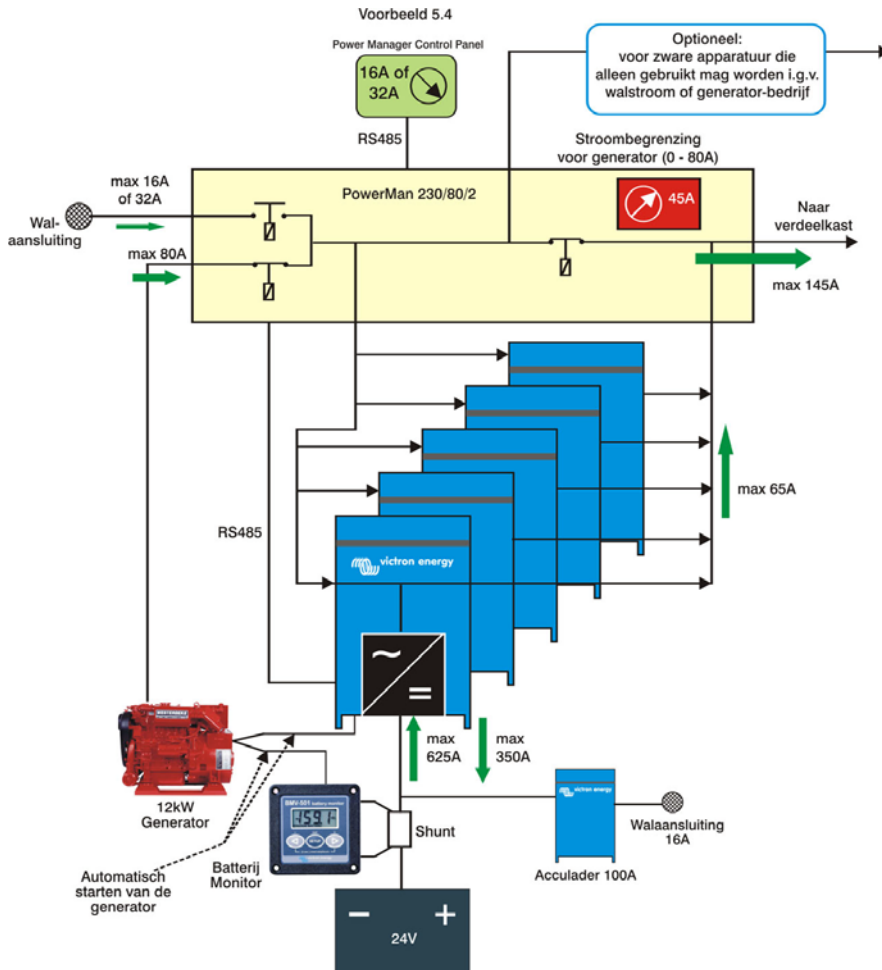 Voorbeeld 5.4
Power Manager Control Panel
16A of
32A
RS485
Optioneel:
voor zware apparatuur die
alleen gebruikt mag worden i.g.v.
walstroom of generator-bedrijf
Stroombegrenzing
voor generator (0 - 80A)
max 16A
of 32A
PowerMan 230/80/2
45A
Wal-
aansluiting
Naar
verdeelkast
max 80A
max 145A
RS485
max 65A
victron energy
~
=
max
625A
max
350A
12kW
Generator
BMV-501 battery monitor
159.1
SETUP
Shunt
victron energy
Walaansluiting
16A
Acculader 100A
Automatisch
starten van de
generator
Batterij
Monitor
– +
24V